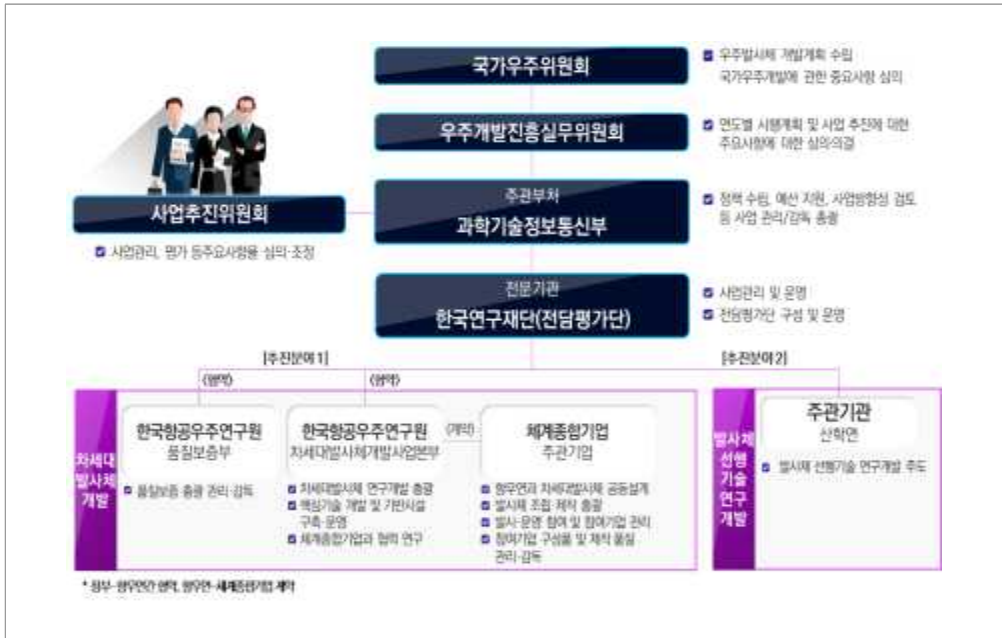 국가우주위원회
우주발사체 개발계획 수립
국가우주개발에 관한 중요사항 심의
우주개발진흥실무위원회
연도별 시행계획 및 사업 추진에 대한
주요사항에 대한 심의·의결
사업추진위원회
사업관리, 평가 등주요사항을 심의·조정
주관부처
과학기술정보통신부
정책 수립, 예산 지원, 사업방향성 검토
등 사업 관리/감독 총괄
전문기관
한국연구재단(전담평가단)
사업관리 및 운영
전담평가단 구성 및 운영
[추진분야1]
[추진분야2]
(협약)
(협약)
차세대
발사체
개발
한국항공우주연구원
품질보증부
품질보증 총괄 관리·감독
한국항공우주연구원
차세대발사체개발사업본부
차세대발사체 연구개발 총괄
핵심기술 개발 및 기반시설
구축·운영
체계종합기업과 협력 연구
(계약)
체계종합기업
주관기업
항우연과 차세대발사체 공동설계
발사체 조립·제작 총괄
발사·운영 참여 및 참여기업 관리
참여기업 구성품 및 제작 품질
관리·감독
발사체
선행
기술
연구
개발
주관기관
산학연
발사체 선행기술 연구개발 주도
* 정부-항우연간 협약, 항우연-체계종합기업 계약